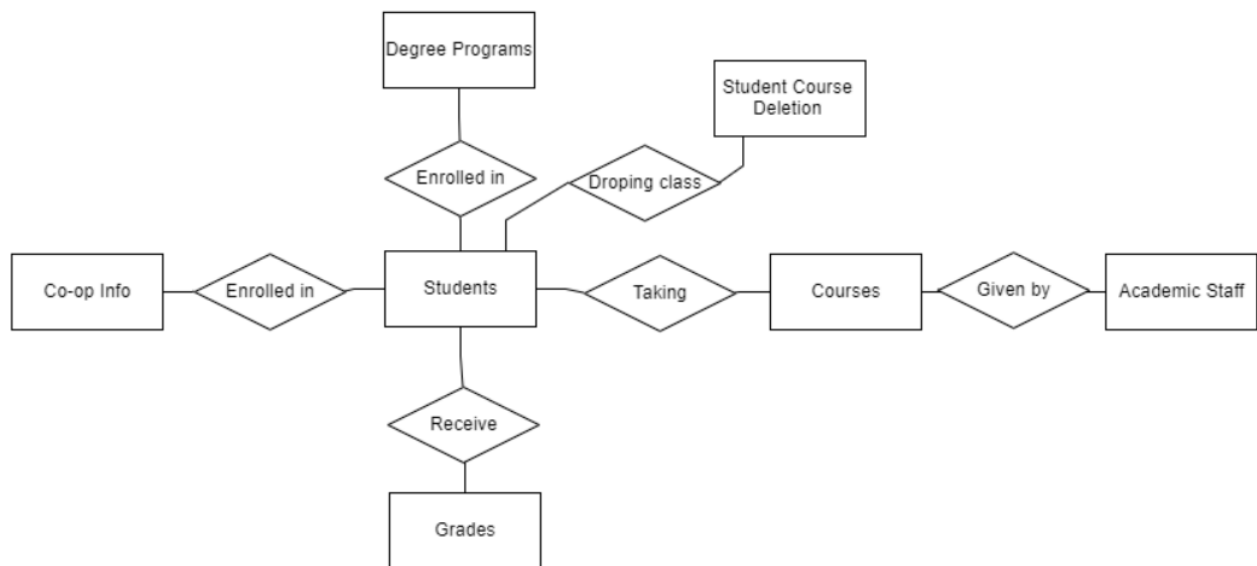 Degree Programs
Student Course
Deletion
Enrolled in
Droping class
Co-op Info
Enrolled in
Students
Taking
Courses
Given by
Academic Staff
Receive
Grades